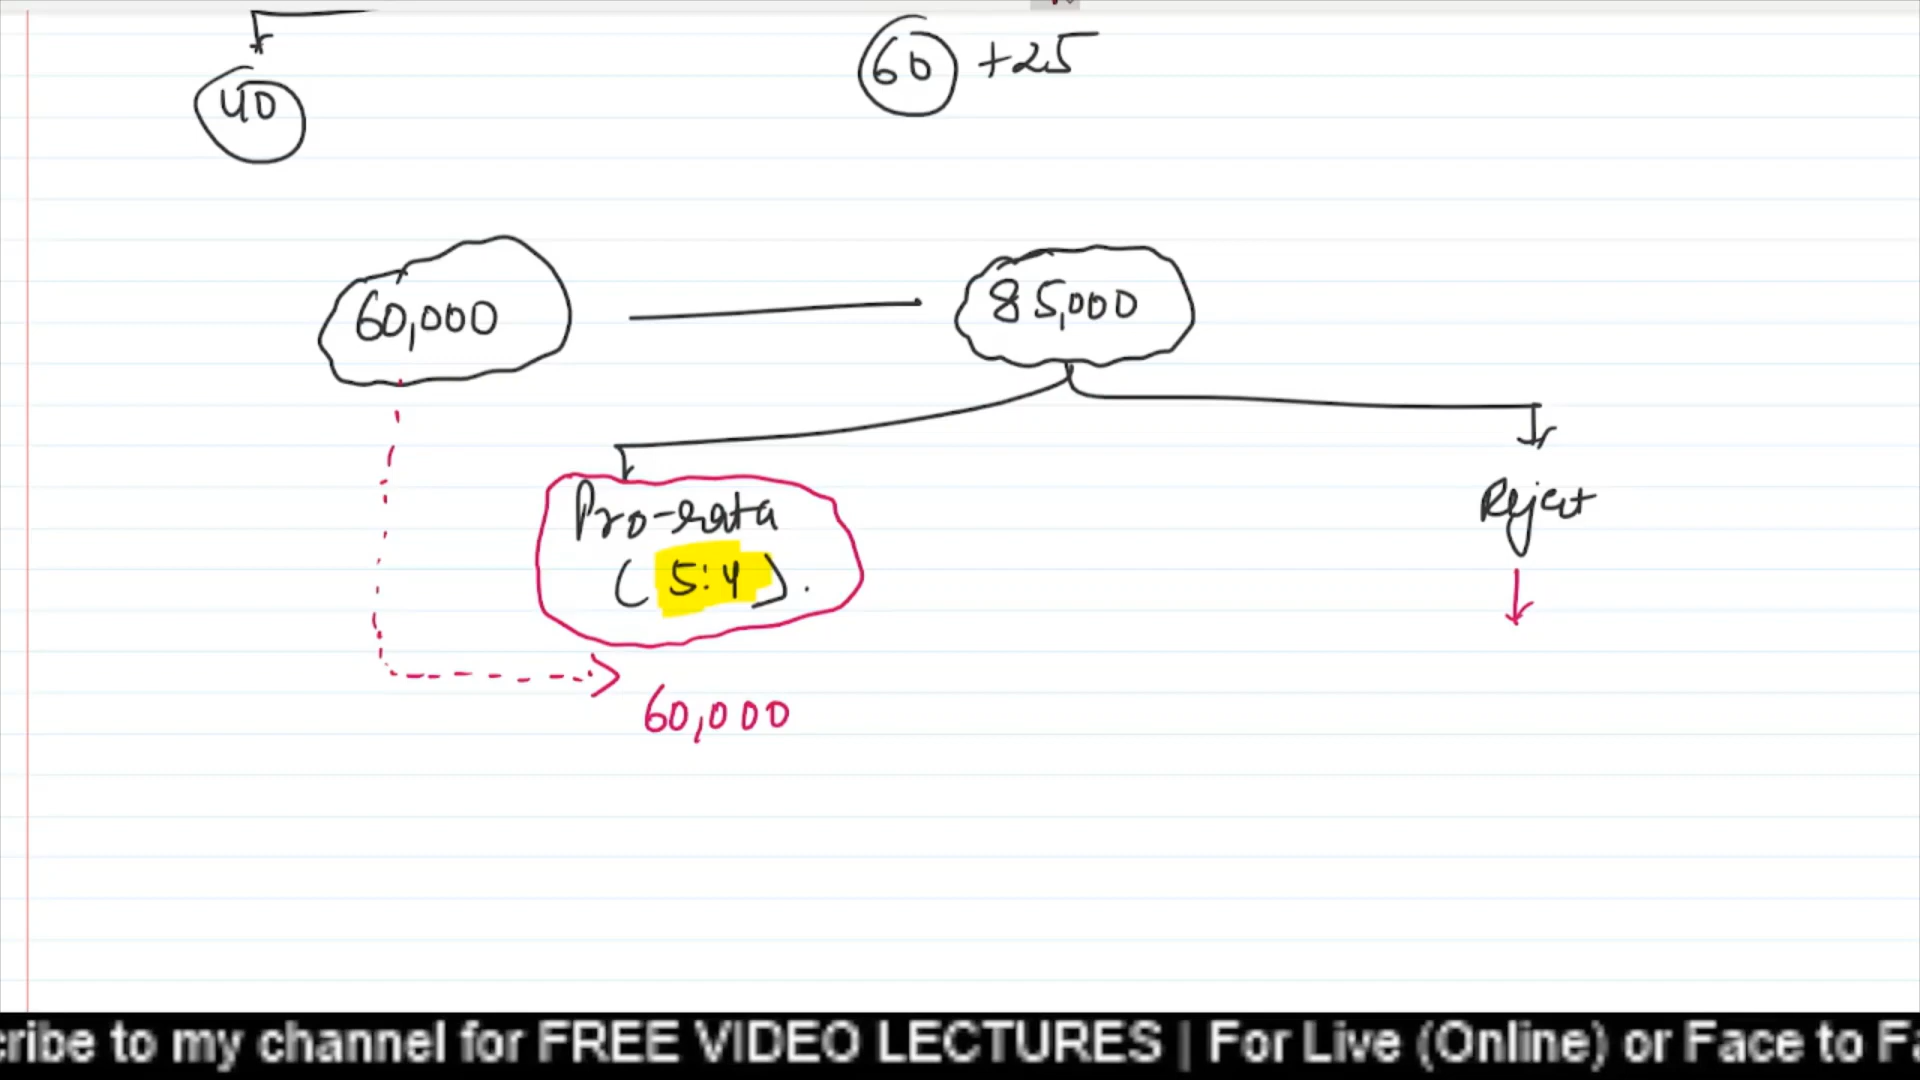 60 +25
40
60,000
85,000
Pro-rata
(5:4).
Reject
60,000
cribe to my channel for FREE VIDEO LECTURES | For Live (Online) or Face to Fa